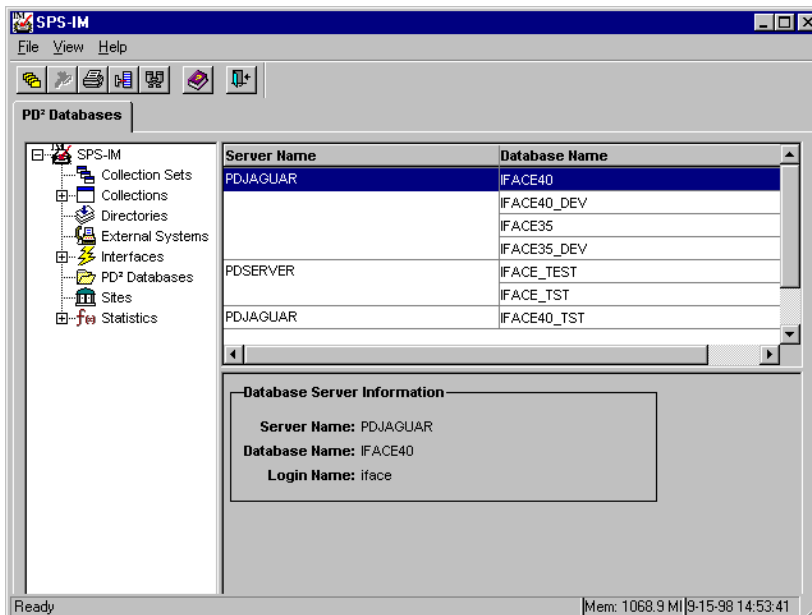 SPS-IM
File View Help
PD² Databases
SPS-IM
Collection Sets
Collections
Directories
External Systems
Interfaces
PD² Databases
Sites
Statistics
Server Name Database Name
PDJAGUAR IFACE40
IFACE40_DEV
IFACE35
IFACE35_DEV
PDSERVER IFACE_TEST
IFACE_TST
PDJAGUAR IFACE40_TST
Database Server Information
Server Name: PDJAGUAR
Database Name: IFACE40
Login Name: iface
Ready Mem: 1068.9 MI 9-15-98 14:53:41